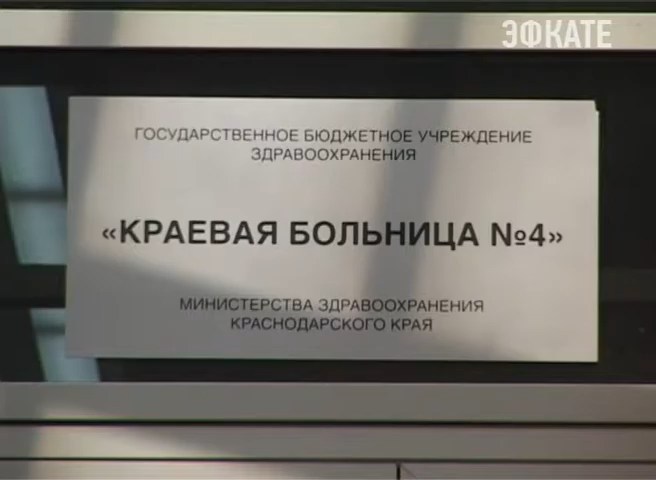 ЭФКАТЕ
ГОСУДАРСТВЕННОЕ БЮДЖЕТНОЕ УЧРЕЖДЕНИЕ
ЗДРАВООХРАНЕНИЯ
«КРАЕВАЯ БОЛЬНИЦА №4»
МИНИСТЕРСТВА ЗДРАВООХРАНЕНИЯ
КРАСНОДАРСКОГО КРАЯ